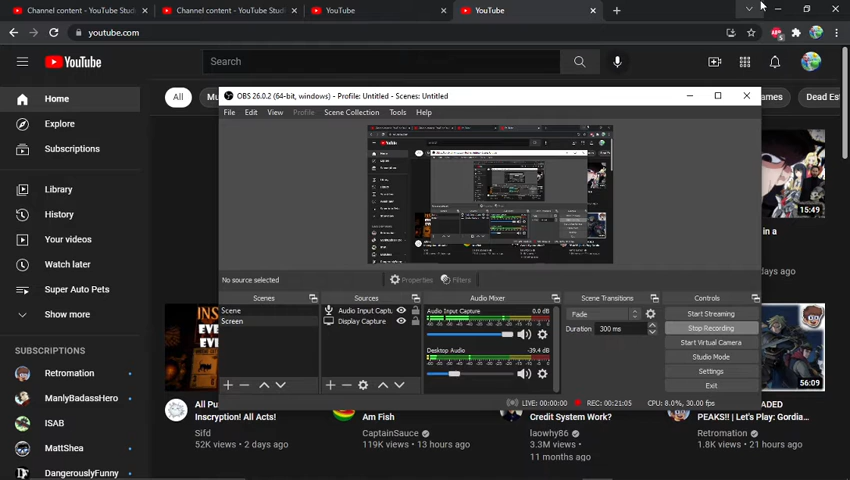 Channel content - YouTube Stud
Channel content - YouTube Stud
YouTube
YouTube
youtube.com
YouTube
Search
Home
Explore
Subscriptions
Library
History
Your videos
Watch later
Super Auto Pets
Show more
SUBSCRIPTIONS
Retromation
ManlyBadassHero
ISAB
MattShea
DangerouslyFunny
All
Mu
ames
Dead Est
OBS 26.0.2 (64-bit, windows) - Profile: Untitled - Scenes: Untitled
File Edit View Profile Scene Collection Tools Help
No source selected
Properties
Filters
Scenes
Sources
Audio Mixer
Scene Transitions
Controls
Scene
Screen
Audio Input Captu
Display Capture
Audio Input Capture
0.0 dB
Desktop Audio
-39.4 dB
Fade
Duration
300 ms
Start Streaming
Stop Recording
Start Virtual Camera
Studio Mode
Settings
Exit
LIVE: 00:00:00
REC: 00:21:05
CPU: 8.0%, 30.00 fps
15:49
in a
days ago
56:09
All Pu
Inscryption! All Acts!
Sifd
52K views • 2 days ago
Am Fish
CaptainSauce
119K views • 13 hours ago
Credit System Work?
laowhy86
3.3M views •
11 months ago
ADED
PEAKS!! | Let's Play: Gordia...
Retromation
1.8K views • 21 hours ago